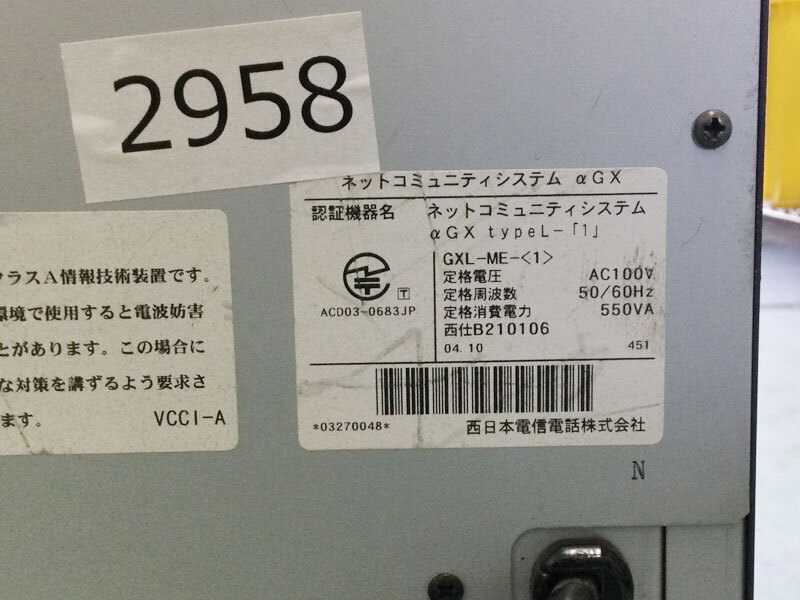 2958
ネットコミュニティシステム αGX
認証機器名
ネットコミュニティシステム
αGX typeL-「1」
GXL-ME-<1>
定格電圧 AC100V
定格周波数 50/60Hz
定格消費電力 550VA
西仕B210106
04.10 451
T
ACD03-0683JP
*03270048*
西日本電信電話株式会社
N
クラスA情報技術装置です。
環境で使用すると電波妨害
とがあります。この場合に
な対策を講ずるよう要求さ
ます。
VCCI-A